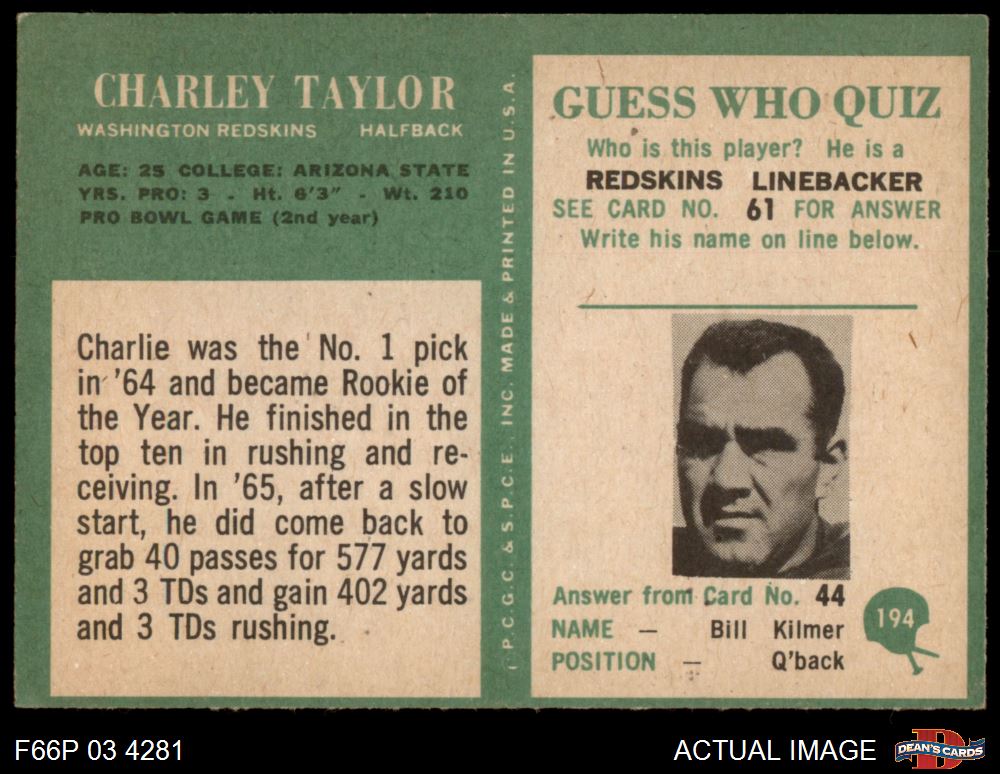 CHARLEY TAYLOR
WASHINGTON REDSKINS HALFBACK
AGE: 25 COLLEGE: ARIZONA STATE
YRS. PRO: 3 - Ht. 6'3" - Wt. 210
PRO BOWL GAME (2nd year)
Charlie was the No. 1 pick
in '64 and became Rookie of
the Year. He finished in the
top ten in rushing and re-
ceiving. In '65, after a slow
start, he did come back to
grab 40 passes for 577 yards
and 3 TDs and gain 402 yards
and 3 TDs rushing.
P.C.G.C. & S.P.C.E., INC. MADE & PRINTED IN U.S.A.
GUESS WHO QUIZ
Who is this player? He is a
REDSKINS LINEBACKER
SEE CARD NO. 61 FOR ANSWER
Write his name on line below.
Answer from Card No. 44
NAME — Bill Kilmer
POSITION — Q'back
194
F66P 03 4281
ACTUAL IMAGE
D
DEAN'S CARDS